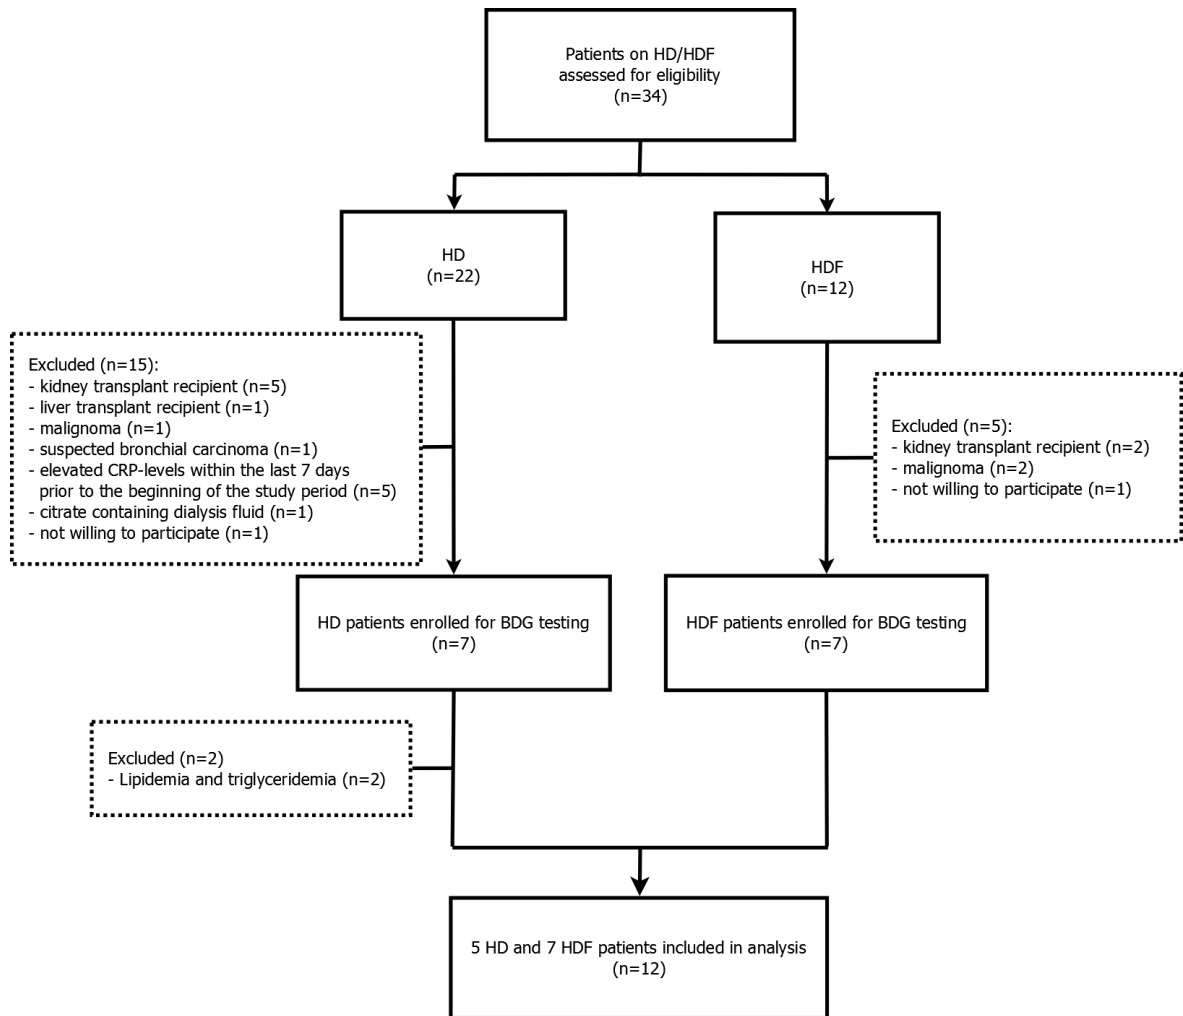 Patients on HD/HDF
assessed for eligibility
(n=34)
HD
(n=22)
HDF
(n=12)
Excluded (n=15):
- kidney transplant recipient (n=5)
- liver transplant recipient (n=1)
- malignoma (n=1)
- suspected bronchial carcinoma (n=1)
- elevated CRP-levels within the last 7 days
prior to the beginning of the study period (n=5)
- citrate containing dialysis fluid (n=1)
- not willing to participate (n=1)
Excluded (n=5):
- kidney transplant recipient (n=2)
- malignoma (n=2)
- not willing to participate (n=1)
HD patients enrolled for BDG testing
(n=7)
HDF patients enrolled for BDG testing
(n=7)
Excluded (n=2)
- Lipidemia and triglyceridemia (n=2)
5 HD and 7 HDF patients included in analysis
(n=12)